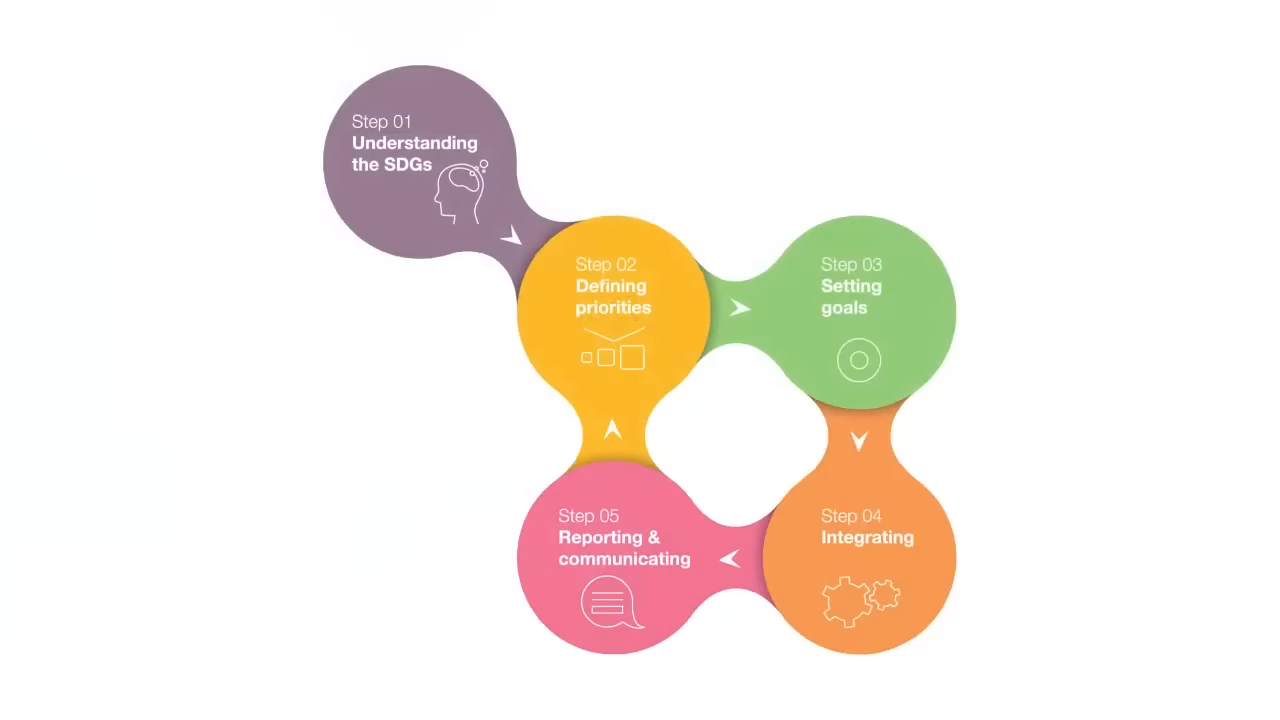 Step 01
Understanding
the SDGs
Step 02
Defining
priorities
Step 03
Setting
goals
Step 04
Integrating
Step 05
Reporting &
communicating